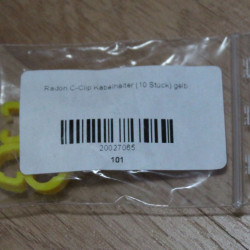 Radon C-Clip Kabelhalter (10 Stück) gelb,
20027065
101